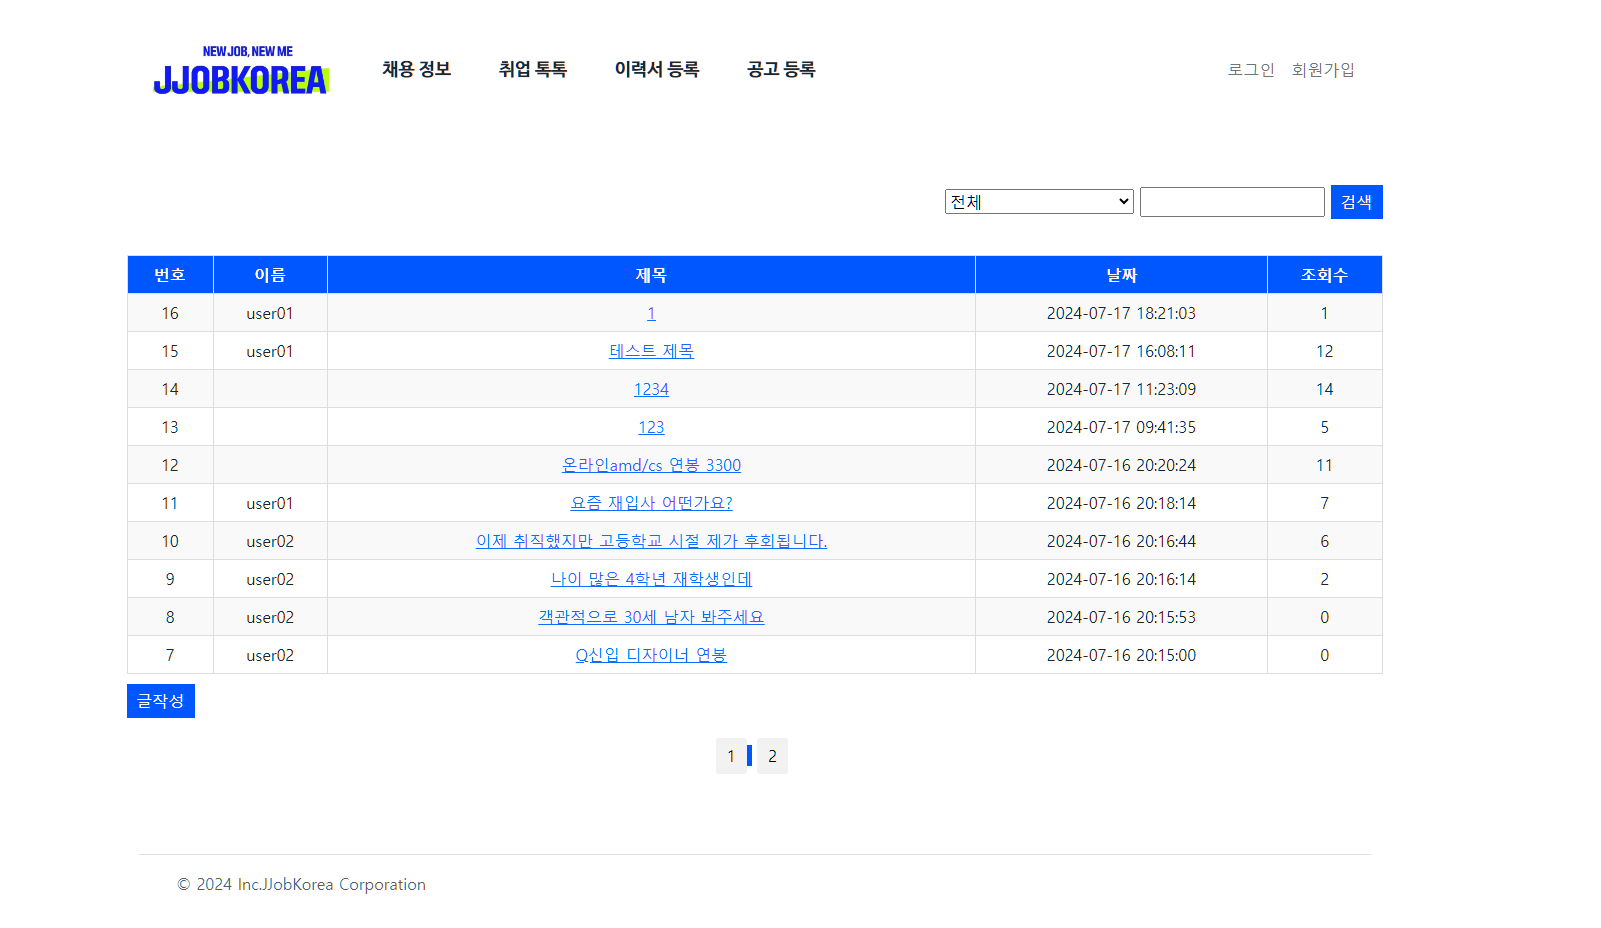 NEW JOB, NEW ME
JJOBKOREA
채용 정보 취업 톡톡 이력서 등록 공고 등록 로그인 회원가입
전체 검색
번호 이름 제목 날짜 조회수
16 user01 1 2024-07-17 18:21:03 1
15 user01 테스트 제목 2024-07-17 16:08:11 12
14 1234 2024-07-17 11:23:09 14
13 123 2024-07-17 09:41:35 5
12 온라인amd/cs 연봉 3300 2024-07-16 20:20:24 11
11 user01 요즘 재입사 어떤가요? 2024-07-16 20:18:14 7
10 user02 이제 취직했지만 고등학교 시절 제가 후회됩니다. 2024-07-16 20:16:44 6
9 user02 나이 많은 4학년 재학생인데 2024-07-16 20:16:14 2
8 user02 객관적으로 30세 남자 봐주세요 2024-07-16 20:15:53 0
7 user02 Q신입 디자이너 연봉 2024-07-16 20:15:00 0
글작성
1 2
© 2024 Inc.JJobKorea Corporation